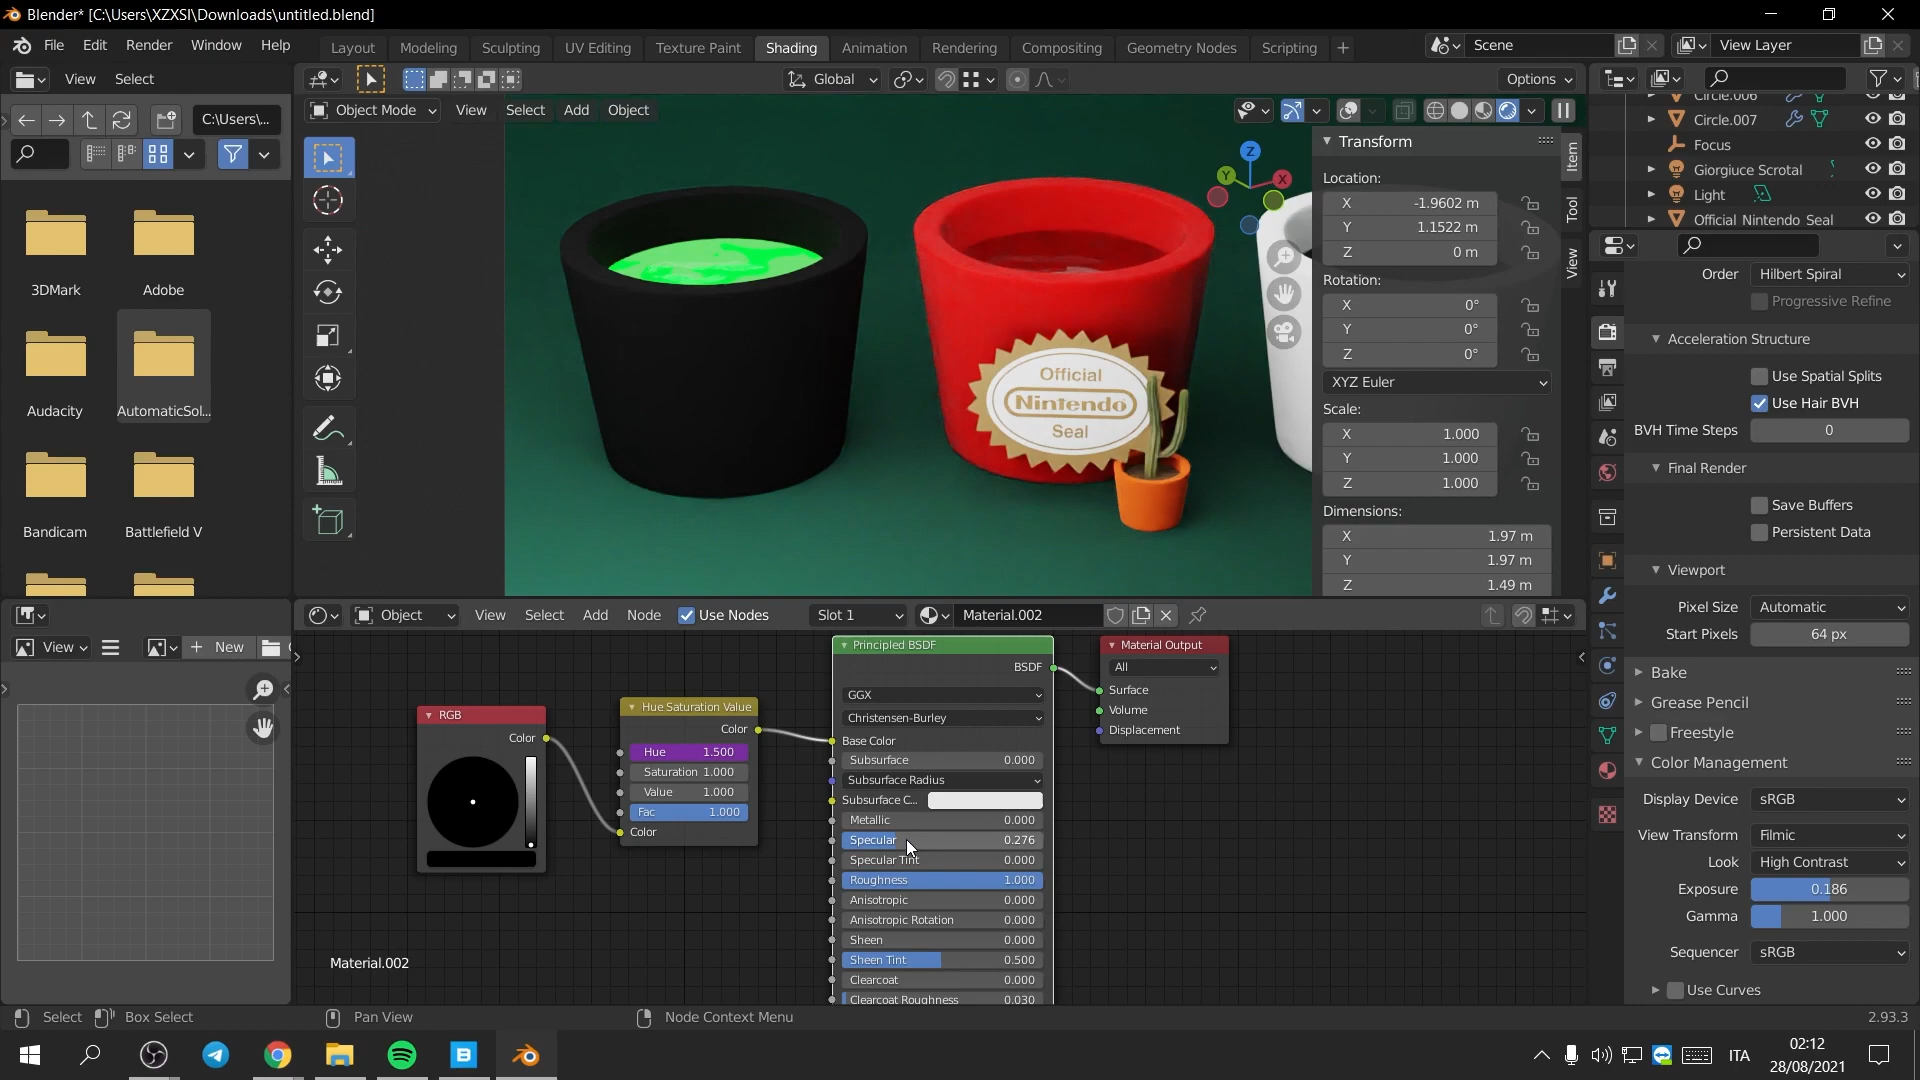 Blender* [C:\Users\XZXSI\Downloads\untitled.blend]
File Edit Render Window Help
Layout Modeling Sculpting UV Editing Texture Paint Shading Animation Rendering Compositing Geometry Nodes Scripting
Scene
View Layer
View Select
C:\Users\...
3DMark
Adobe
Audacity
AutomaticSol...
Bandicam
Battlefield V
Global
Options
Object Mode View Select Add Object
Official
Nintendo
Seal
Transform
Location:
X -1.9602 m
Y 1.1522 m
Z 0 m
Rotation:
X 0°
Y 0°
Z 0°
XYZ Euler
Scale:
X 1.000
Y 1.000
Z 1.000
Dimensions:
X 1.97 m
Y 1.97 m
Z 1.49 m
Item
Tool
View
Z
Y
X
Circle.006
Circle.007
Focus
Giorgiuce Scrotal
Light
Official Nintendo Seal
Order Hilbert Spiral
Progressive Refine
Acceleration Structure
Use Spatial Splits
Use Hair BVH
BVH Time Steps 0
Final Render
Save Buffers
Persistent Data
Viewport
Pixel Size Automatic
Start Pixels 64 px
Bake
Grease Pencil
Freestyle
Color Management
Display Device sRGB
View Transform Filmic
Look High Contrast
Exposure 0.186
Gamma 1.000
Sequencer sRGB
Use Curves
View
New
Object View Select Add Node Use Nodes Slot 1 Material.002
RGB
Color
Hue Saturation Value
Color
Hue 1.500
Saturation 1.000
Value 1.000
Fac 1.000
Color
Principled BSDF
BSDF
GGX
Christensen-Burley
Base Color
Subsurface 0.000
Subsurface Radius
Subsurface C...
Metallic 0.000
Specular 0.276
Specular Tint 0.000
Roughness 1.000
Anisotropic 0.000
Anisotropic Rotation 0.000
Sheen 0.000
Sheen Tint 0.500
Clearcoat 0.000
Clearcoat Roughness 0.030
Material Output
All
Surface
Volume
Displacement
Material.002
Select Box Select Pan View Node Context Menu 2.93.3
ITA
02:12
28/08/2021